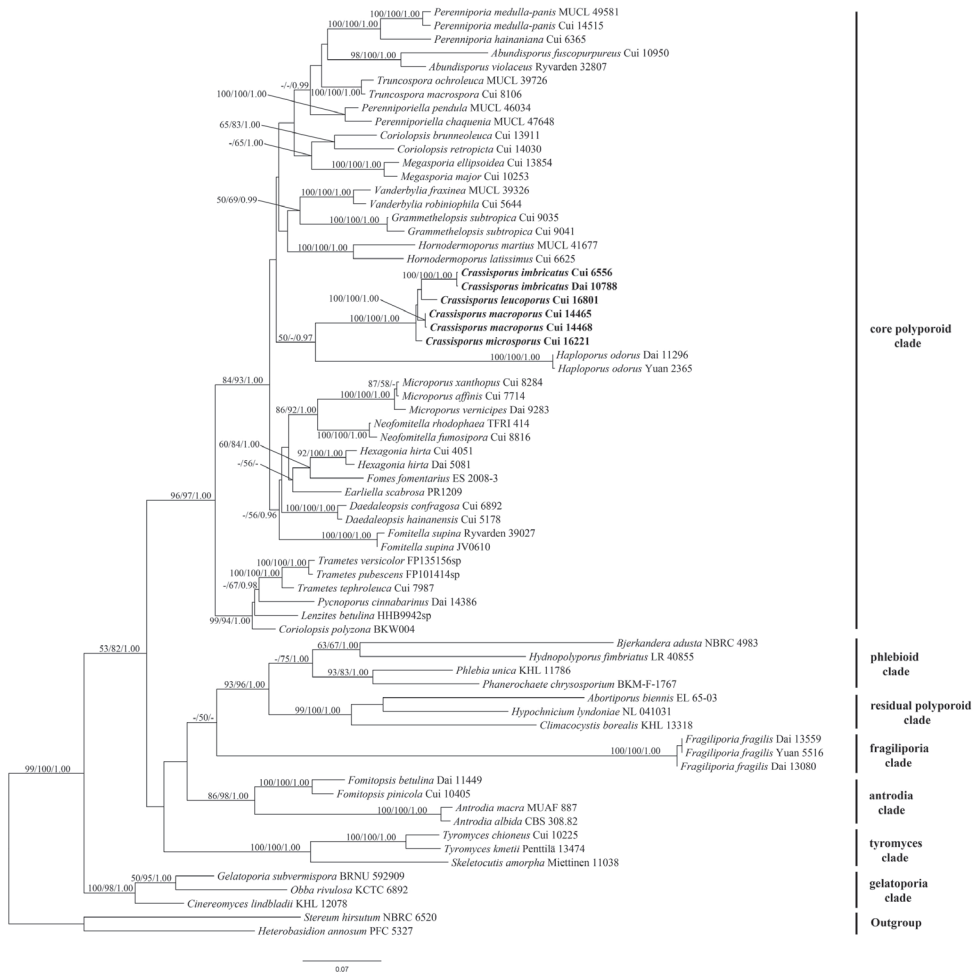 100/100/1.00 Perenniporia medulla-panis MUCL 49581
Perenniporia medulla-panis Cui 14515
Perenniporia hainaniana Cui 6365
98/100/1.00 Abundisporus fuscopurpureus Cui 10950
Abundisporus violaceus Ryvarden 32807
-/-/0.99 Truncospora ochroleuca MUCL 39726
100/100/1.00 100/100/1.00 Truncospora macrospora Cui 8106
Perenniporiella pendula MUCL 46034
Perenniporiella chaquenia MUCL 47648
65/83/1.00 Coriolopsis brunneoleuca Cui 13911
-/65/1.00 Coriolopsis retropicta Cui 14030
100/100/1.00 Megasporia ellipsoidea Cui 13854
Megasporia major Cui 10253
100/100/1.00 Vanderbylia fraxinea MUCL 39326
50/69/0.99 Vanderbylia robiniophila Cui 5644
100/100/1.00 Grammethelopsis subtropica Cui 9035
Grammethelopsis subtropica Cui 9041
100/100/1.00 Hornodermoporus martius MUCL 41677
Hornodermoporus latissimus Cui 6625
100/100/1.00 Crassisporus imbricatus Cui 6556
Crassisporus imbricatus Dai 10788
100/100/1.00 Crassisporus leucoporus Cui 16801
100/100/1.00 Crassisporus macroporus Cui 14465
Crassisporus macroporus Cui 14468
50/-/0.97 Crassisporus microsporus Cui 16221
100/100/1.00 Haploporus odorus Dai 11296
Haploporus odorus Yuan 2365
core polyporoid
clade
84/93/1.00 87/58/- Microporus xanthopus Cui 8284
100/100/1.00 Microporus affinis Cui 7714
86/92/1.00 Microporus vernicipes Dai 9283
Neofomitella rhodophaea TFRI 414
100/100/1.00 Neofomitella fumosipora Cui 8816
60/84/1.00 92/100/1.00 Hexagonia hirta Cui 4051
-/56/- Hexagonia hirta Dai 5081
Fomes fomentarius ES 2008-3
Earliella scabrosa PR1209
96/97/1.00 100/100/1.00 Daedaleopsis confragosa Cui 6892
-/56/0.96 Daedaleopsis hainanensis Cui 5178
100/100/1.00 Fomitella supina Ryvarden 39027
Fomitella supina JV0610
100/100/1.00 Trametes versicolor FP135156sp
100/100/1.00 Trametes pubescens FP101414sp
-/67/0.98 Trametes tephroleuca Cui 7987
Pycnoporus cinnabarinus Dai 14386
99/94/1.00 Lenzites betulina HHB9942sp
Coriolopsis polyzona BKW004
53/82/1.00 63/67/1.00 Bjerkandera adusta NBRC 4983
-/75/1.00 Hydnopolyporus fimbriatus LR 40855
93/83/1.00 Phlebia unica KHL 11786
93/96/1.00 Phanerochaete chrysosporium BKM-F-1767
phlebioid
clade
Abortiporus biennis EL 65-03
99/100/1.00 Hypochnicium lyndoniae NL 041031
-/50/- Climacocystis borealis KHL 13318
residual polyporoid
clade
Fragiliporia fragilis Dai 13559
100/100/1.00 Fragiliporia fragilis Yuan 5516
Fragiliporia fragilis Dai 13080
fragiliporia
clade
99/100/1.00 100/100/1.00 Fomitopsis betulina Dai 11449
86/98/1.00 Fomitopsis pinicola Cui 10405
100/100/1.00 Antrodia macra MUAF 887
Antrodia albida CBS 308.82
antrodia
clade
100/100/1.00 Tyromyces chioneus Cui 10225
100/100/1.00 Tyromyces kmetii Penttilä 13474
Skeletocutis amorpha Miettinen 11038
tyromyces
clade
50/95/1.00 Gelatoporia subvermispora BRNU 592909
100/98/1.00 Obba rivulosa KCTC 6892
Cinereomyces lindbladii KHL 12078
gelatoporia
clade
Stereum hirsutum NBRC 6520
Heterobasidion annosum PFC 5327
Outgroup
0.07